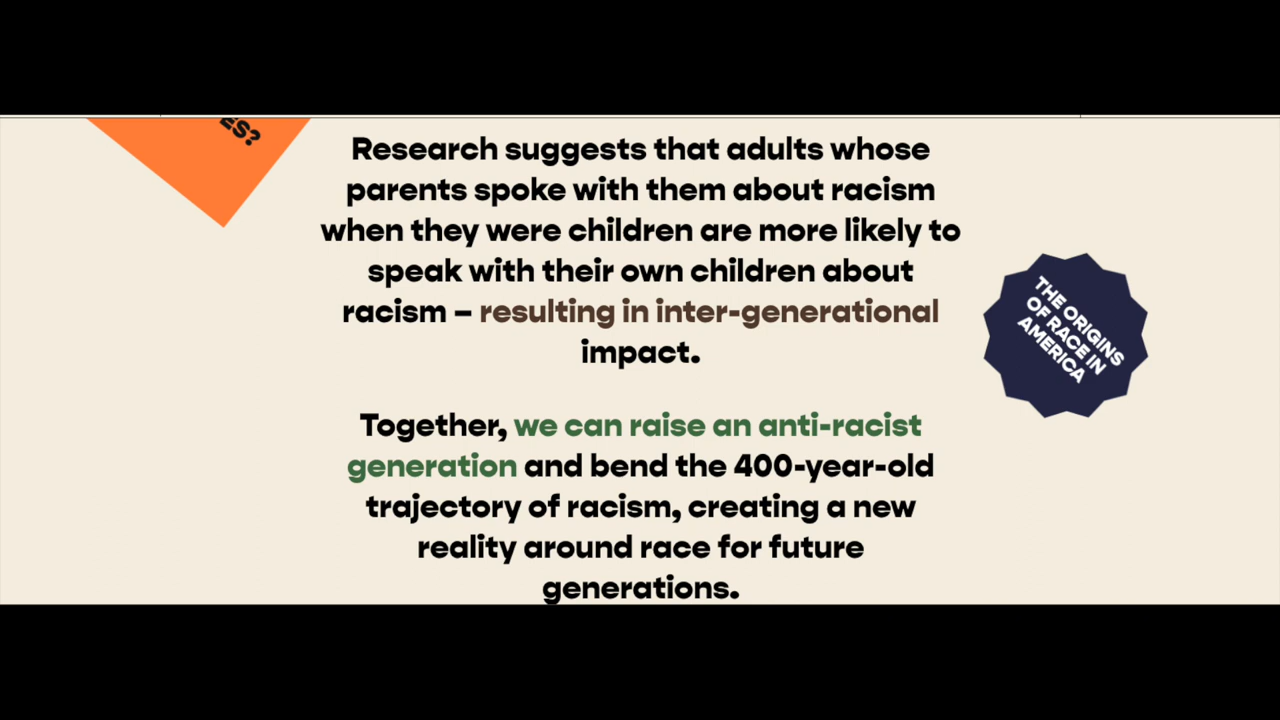 ES?
Research suggests that adults whose
parents spoke with them about racism
when they were children are more likely to
speak with their own children about
racism – resulting in inter-generational
impact.
THE ORIGINS
OF RACE IN
AMERICA
Together, we can raise an anti-racist
generation and bend the 400-year-old
trajectory of racism, creating a new
reality around race for future
generations.